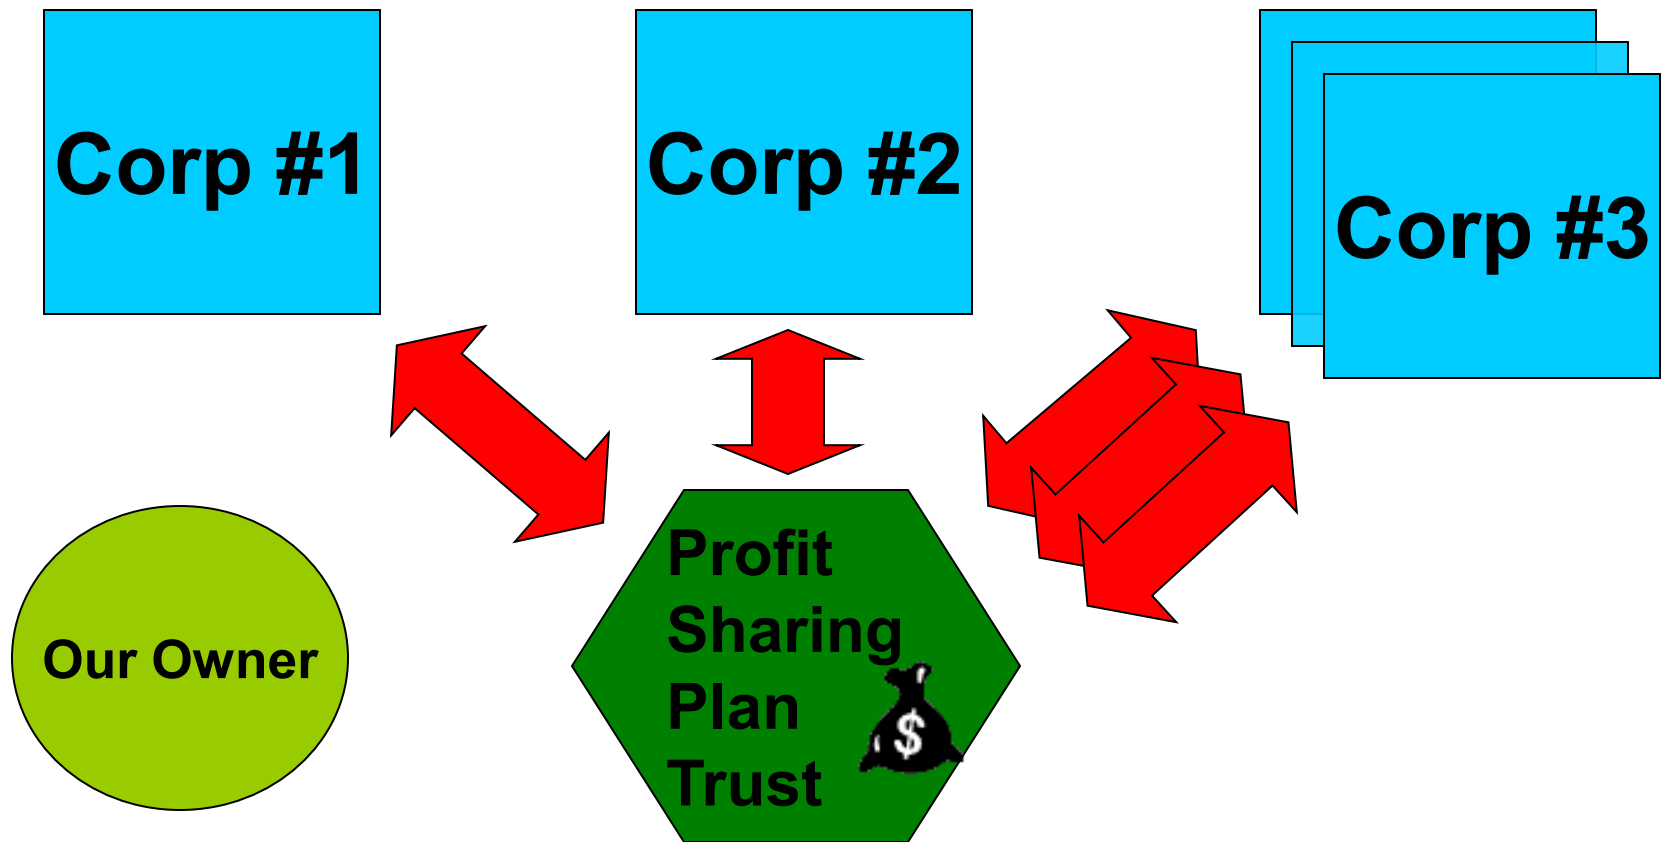 Corp #1
Corp #2
Corp #3
Our Owner
Profit
Sharing
Plan
Trust
$